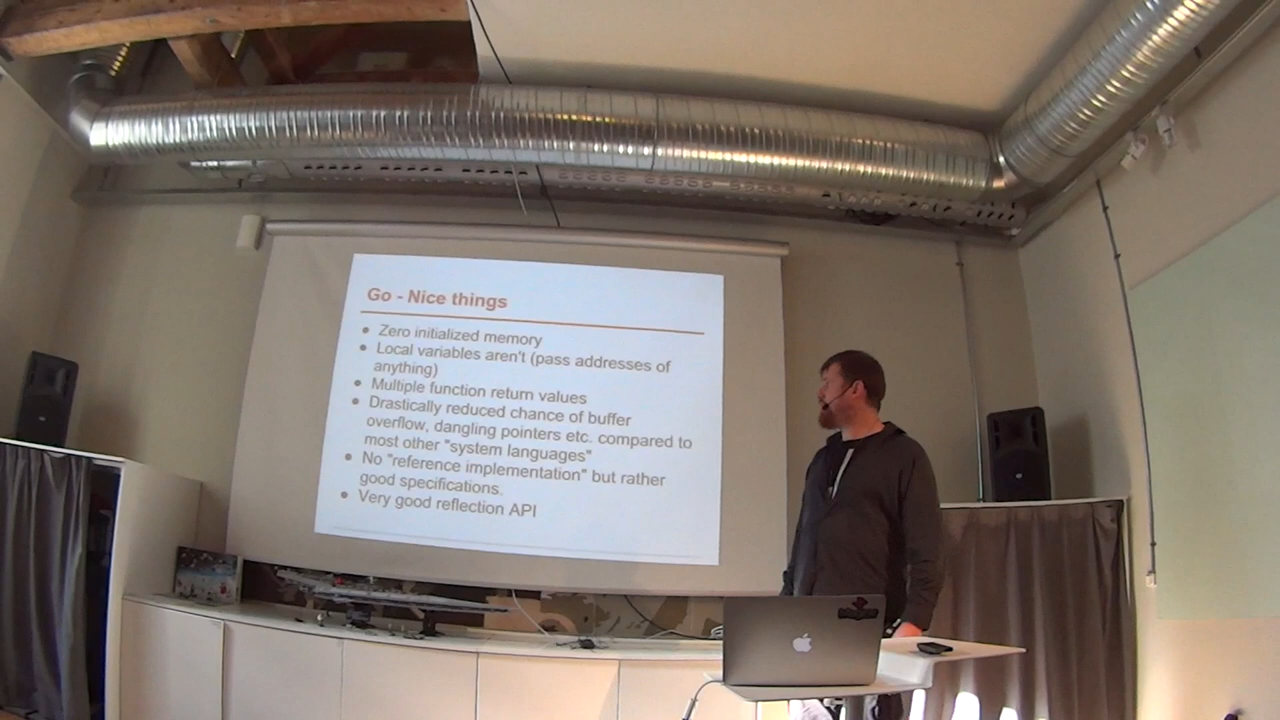 Go - Nice things
● Zero initialized memory
● Local variables aren't (pass addresses of
anything)
● Multiple function return values
● Drastically reduced chance of buffer
overflow, dangling pointers etc. compared to
most other "system languages"
● No "reference implementation" but rather
good specifications.
● Very good reflection API